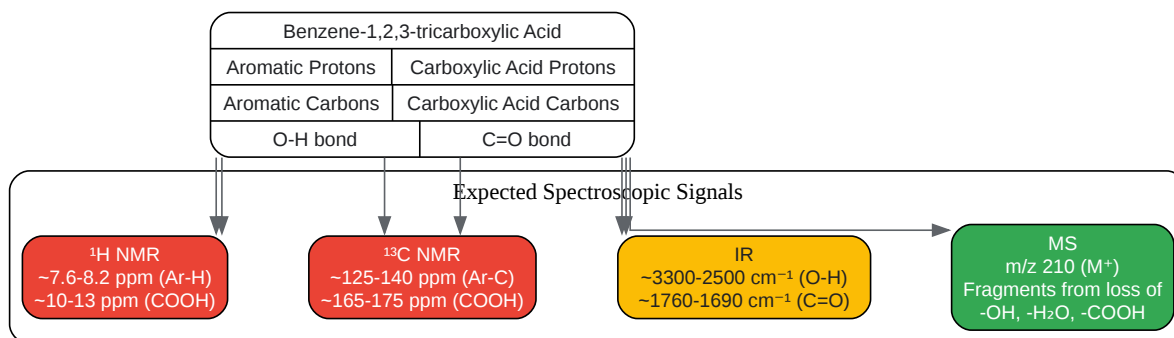 Benzene-1,2,3-tricarboxylic Acid
Aromatic Protons
Carboxylic Acid Protons
Aromatic Carbons
Carboxylic Acid Carbons
O-H bond
C=O bond
Expected Spectroscopic Signals
¹H NMR
~7.6-8.2 ppm (Ar-H)
~10-13 ppm (COOH)
¹³C NMR
~125-140 ppm (Ar-C)
~165-175 ppm (COOH)
IR
~3300-2500 cm⁻¹ (O-H)
~1760-1690 cm⁻¹ (C=O)
MS
m/z 210 (M⁺)
Fragments from loss of
-OH, -H₂O, -COOH